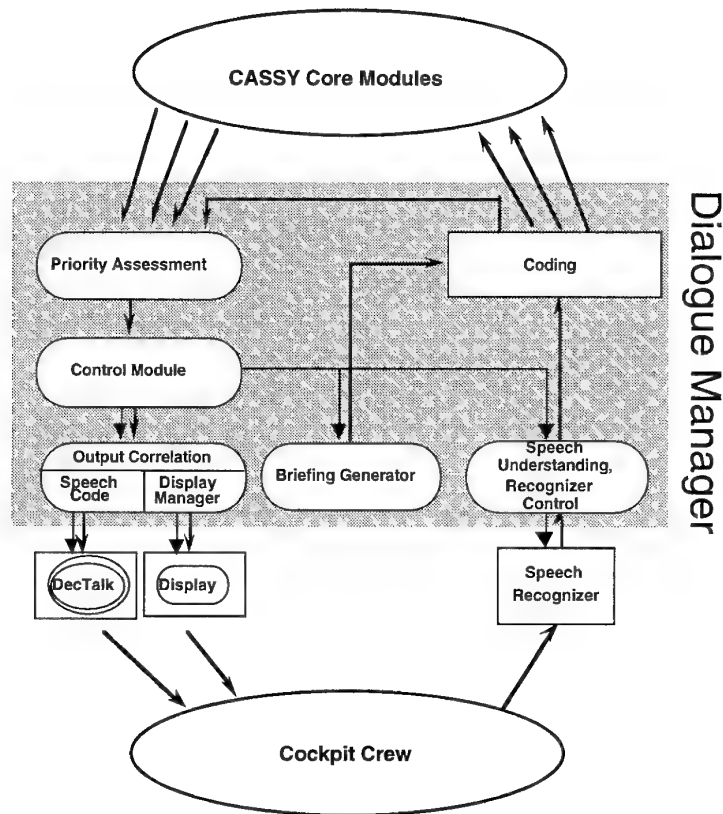 CASSY Core Modules
Dialogue Manager
Priority Assessment
Coding
Control Module
Output Correlation
Speech
Code
Display
Manager
Briefing Generator
Speech
Understanding,
Recognizer
Control
DecTalk
Display
Speech
Recognizer
Cockpit Crew